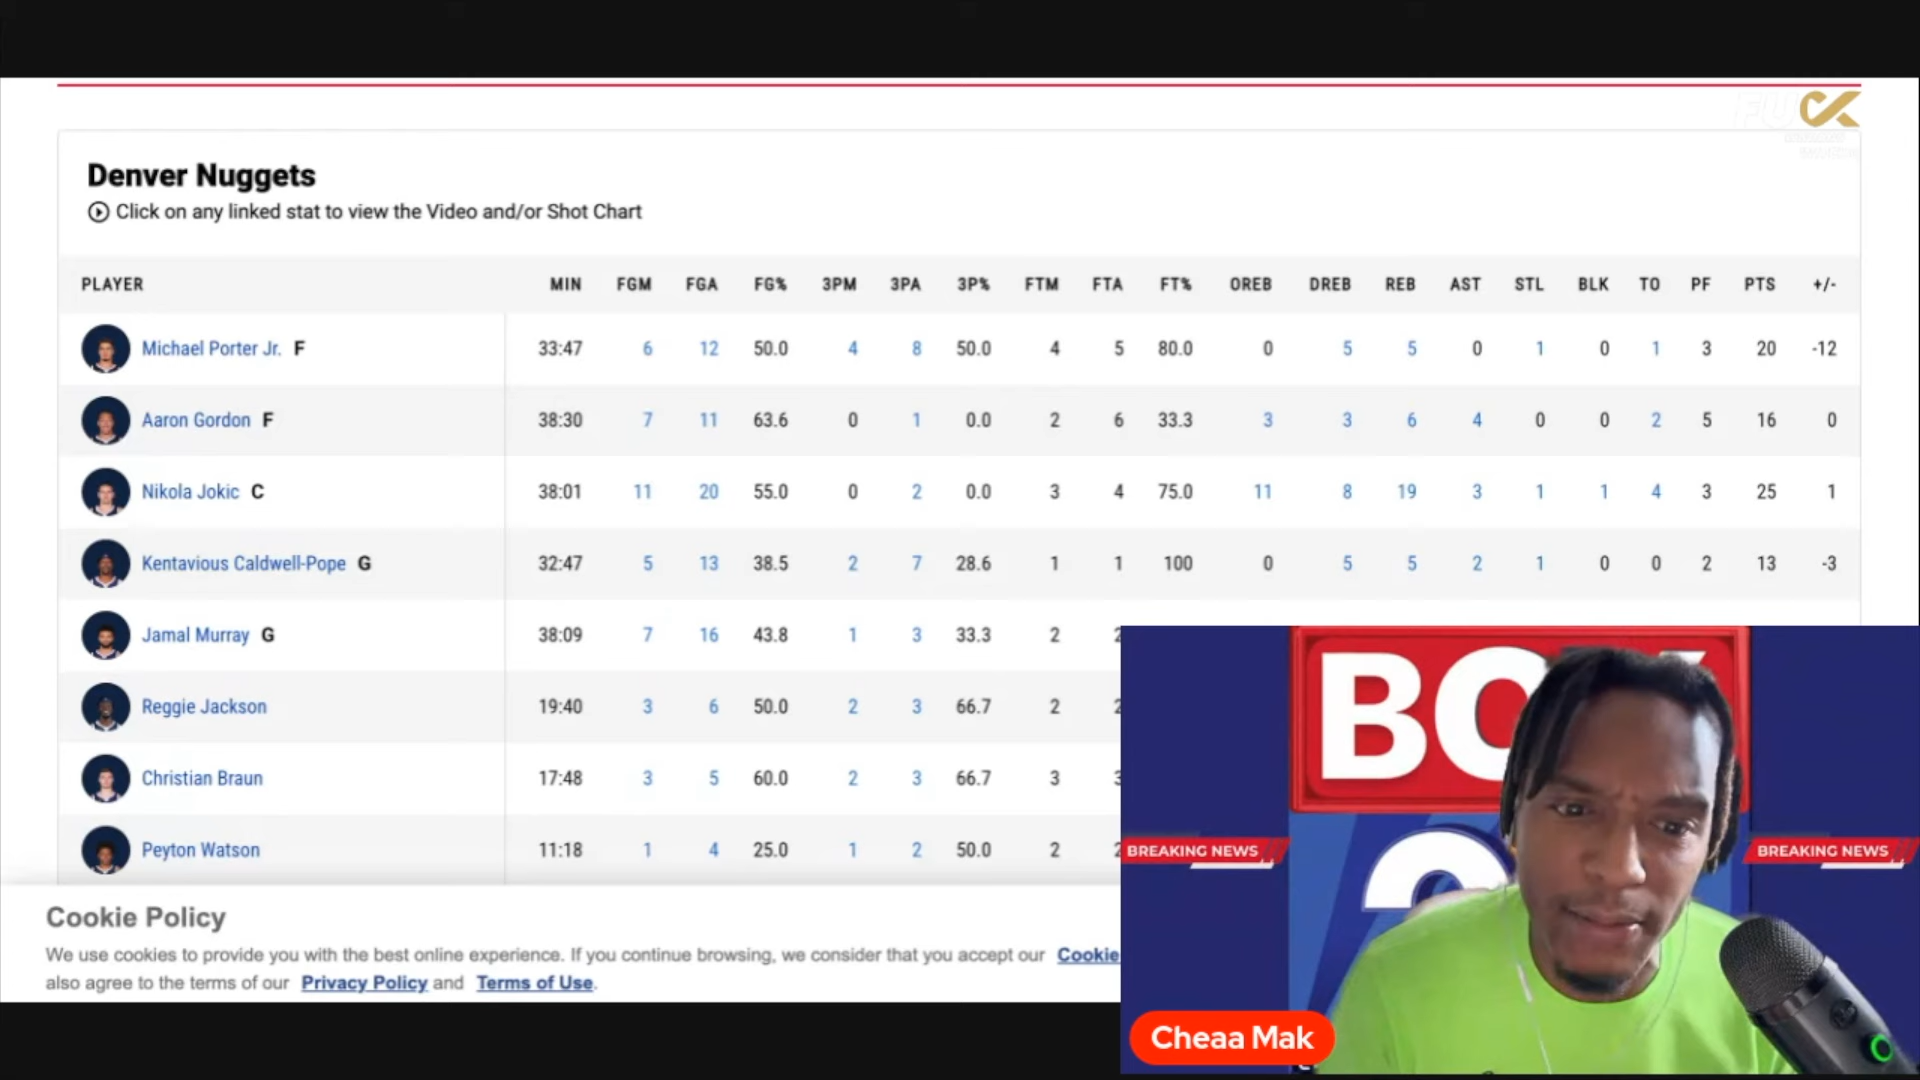 FUCK
Denver Nuggets
Click on any linked stat to view the Video and/or Shot Chart
PLAYER MIN FGM FGA FG% 3PM 3PA 3P% FTM FTA FT% OREB DREB REB AST STL BLK TO PF PTS +/-
Michael Porter Jr. F 33:47 6 12 50.0 4 8 50.0 4 5 80.0 0 5 5 0 1 0 1 3 20 -12
Aaron Gordon F 38:30 7 11 63.6 0 1 0.0 2 6 33.3 3 3 6 4 0 0 2 5 16 0
Nikola Jokic C 38:01 11 20 55.0 0 2 0.0 3 4 75.0 11 8 19 3 1 1 4 3 25 1
Kentavious Caldwell-Pope G 32:47 5 13 38.5 2 7 28.6 1 1 100 0 5 5 2 1 0 0 2 13 -3
Jamal Murray G 38:09 7 16 43.8 1 3 33.3 2 2
Reggie Jackson 19:40 3 6 50.0 2 3 66.7 2 2
Christian Braun 17:48 3 5 60.0 2 3 66.7 3 3
Peyton Watson 11:18 1 4 25.0 1 2 50.0 2 2
Cookie Policy
We use cookies to provide you with the best online experience. If you continue browsing, we consider that you accept our Cookie
also agree to the terms of our Privacy Policy and Terms of Use.
BREAKING NEWS
BREAKING NEWS
Cheaa Mak